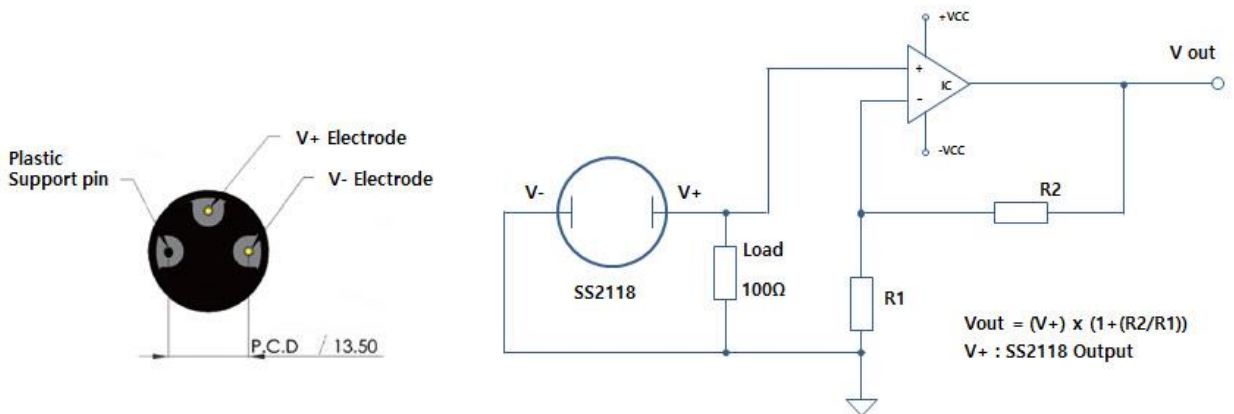 V+ Electrode
Plastic
Support pin
V- Electrode
P.C.D / 13.50
+VCC
V out
+
IC
-
-VCC
V-
V+
R2
Load
100Ω
SS2118
R1
Vout = (V+) x (1+(R2/R1))
V+ : SS2118 Output